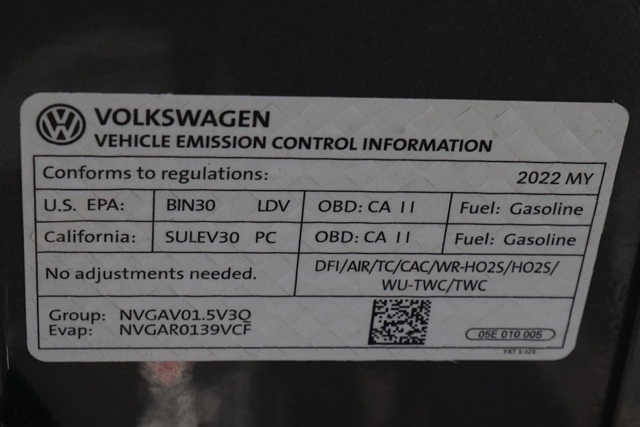 VOLKSWAGEN
VEHICLE EMISSION CONTROL INFORMATION
Conforms to regulations: 2022 MY
U.S. EPA: BIN30 LDV OBD: CA II Fuel: Gasoline
California: SULEV30 PC OBD: CA II Fuel: Gasoline
No adjustments needed. DFI/AIR/TC/CAC/WR-HO2S/HO2S/
WU-TWC/TWC
Group: NVGAV01.5V3Q
Evap: NVGAR0139VCF
05E 010 005